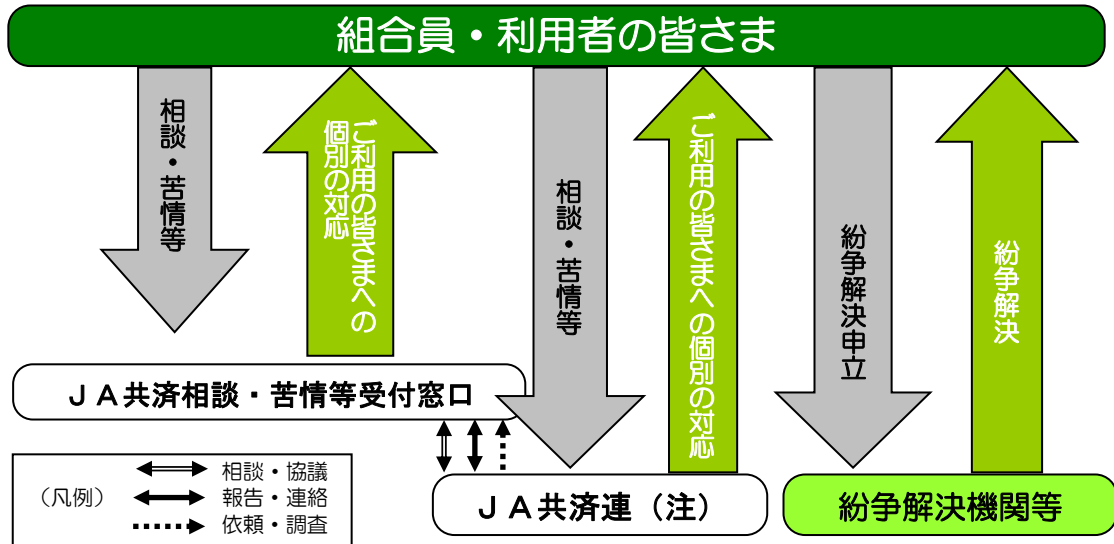 組合員・利用者の皆さま
相談・苦情等
ご利用の皆さまへの
個別の対応
相談・苦情等
ご利用の皆さまへの個別の対応
紛争解決申立
紛争解決
ＪＡ共済相談・苦情等受付窓口
（凡例）
相談・協議
報告・連絡
依頼・調査
ＪＡ共済連（注）
紛争解決機関等